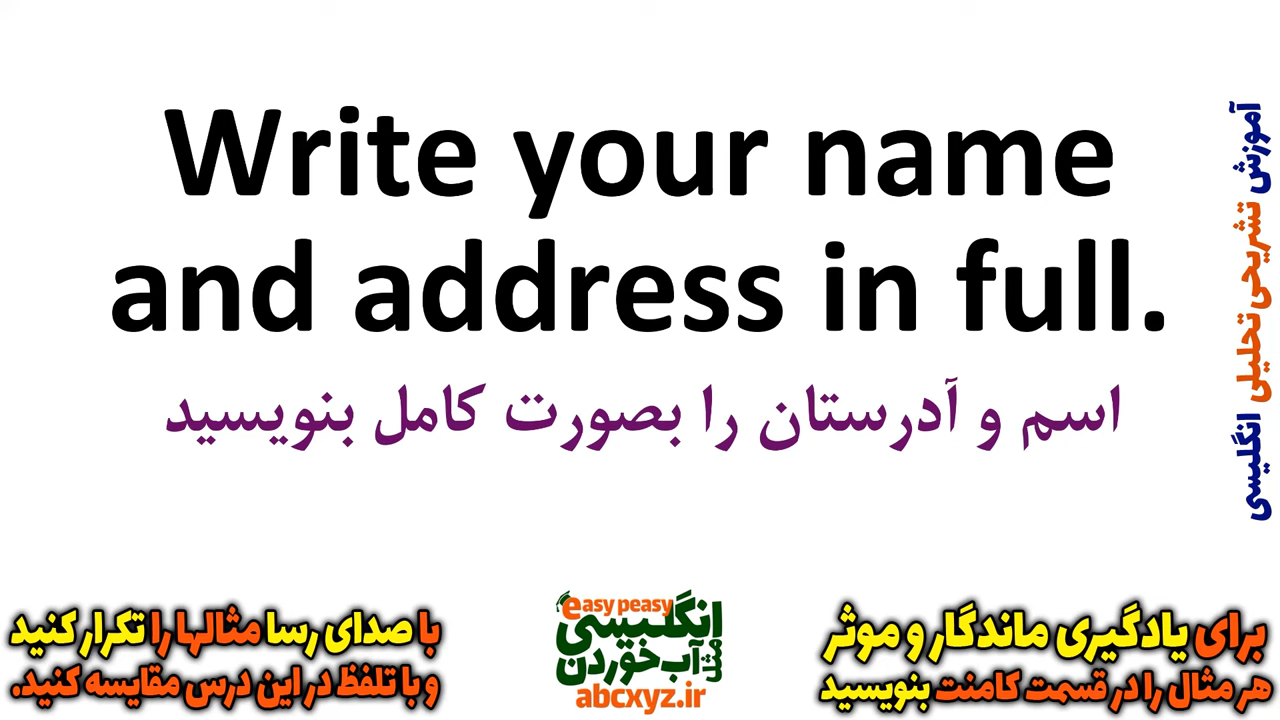 Write your name
and address in full.
اسم و آدرستان را بصورت کامل بنویسید
آموزش تشریحی تحلیلی انگلیسی
برای یادگیری ماندگار و موثر
هر مثال را در قسمت کامنت بنویسید
easy peasy
انگلیسی
مثل آب خوردن
abcxyz.ir
با صدای رسا مثالها را تکرار کنید
و با تلفظ در این درس مقایسه کنید.